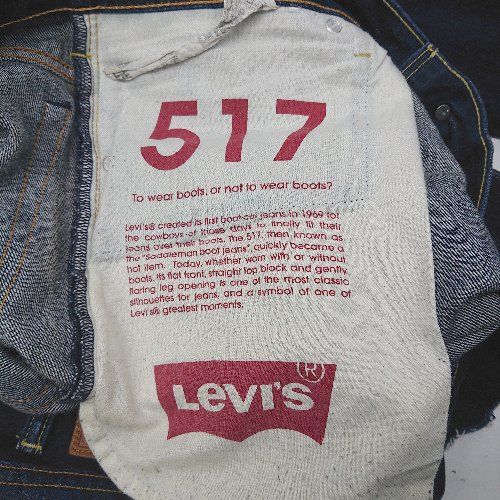 517
To wear boots, or not to wear boots?
Levi's® created its first boot-cut jeans in 1969 for
the cowboys of those days to finally fit their
jeans over their boots. The 517, then known as
the "Saddleman boot jeans", quickly became a
hot item. Today, whether worn with or without
boots, its flat front, straight top block and gently
flaring leg opening is one of the most classic
silhouettes for jeans, and a symbol of one of
Levi's® greatest moments.
LEVI'S®